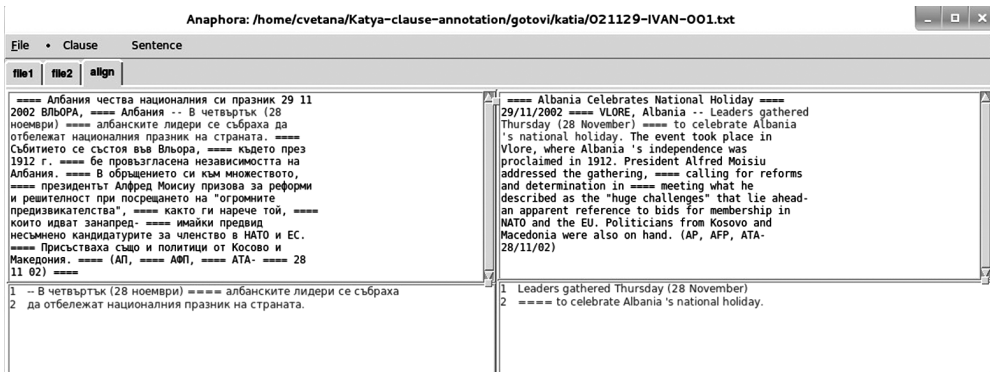 Anaphora: /home/cvetana/Katya-clause-annotation/gotovi/katia/021129-IVAN-001.txt
File • Clause Sentence
file1 file2 align
==== Албания чества националния си празник 29 11
2002 ВЛЬОРА, ==== Албания -- В четвъртък (28
ноември) ==== албанските лидери се събраха да
отбележат националния празник на страната. ====
Събитието се състоя във Вльора, ==== където през
1912 г. ==== бе провъзгласена независимостта на
Албания. ==== В обръщението си към множеството,
==== президентът Алфред Моисиу призова за реформи
и решителност при посрещането на "огромните
предизвикателства", ==== както ги нарече той, ====
които идват занапред- ==== имайки предвид
несъмнено кандидатурите за членство в НАТО и ЕС.
==== Присъстваха също и политици от Косово и
Македония. ==== (АП, ==== АФП, ==== АТА- ==== 28
11 02) ====
==== Albania Celebrates National Holiday ====
29/11/2002 ==== VLORE, Albania -- Leaders gathered
Thursday (28 November) ==== to celebrate Albania
's national holiday. The event took place in
Vlore, where Albania 's independence was
proclaimed in 1912. President Alfred Moisiu
addressed the gathering, ==== calling for reforms
and determination in ==== meeting what he
described as the "huge challenges" that lie ahead-
an apparent reference to bids for membership in
NATO and the EU. Politicians from Kosovo and
Macedonia were also on hand. (AP, AFP, ATA-
28/11/02)
1 -- В четвъртък (28 ноември) ==== албанските лидери се събраха
2 да отбележат националния празник на страната.
1 Leaders gathered Thursday (28 November)
2 ==== to celebrate Albania 's national holiday.